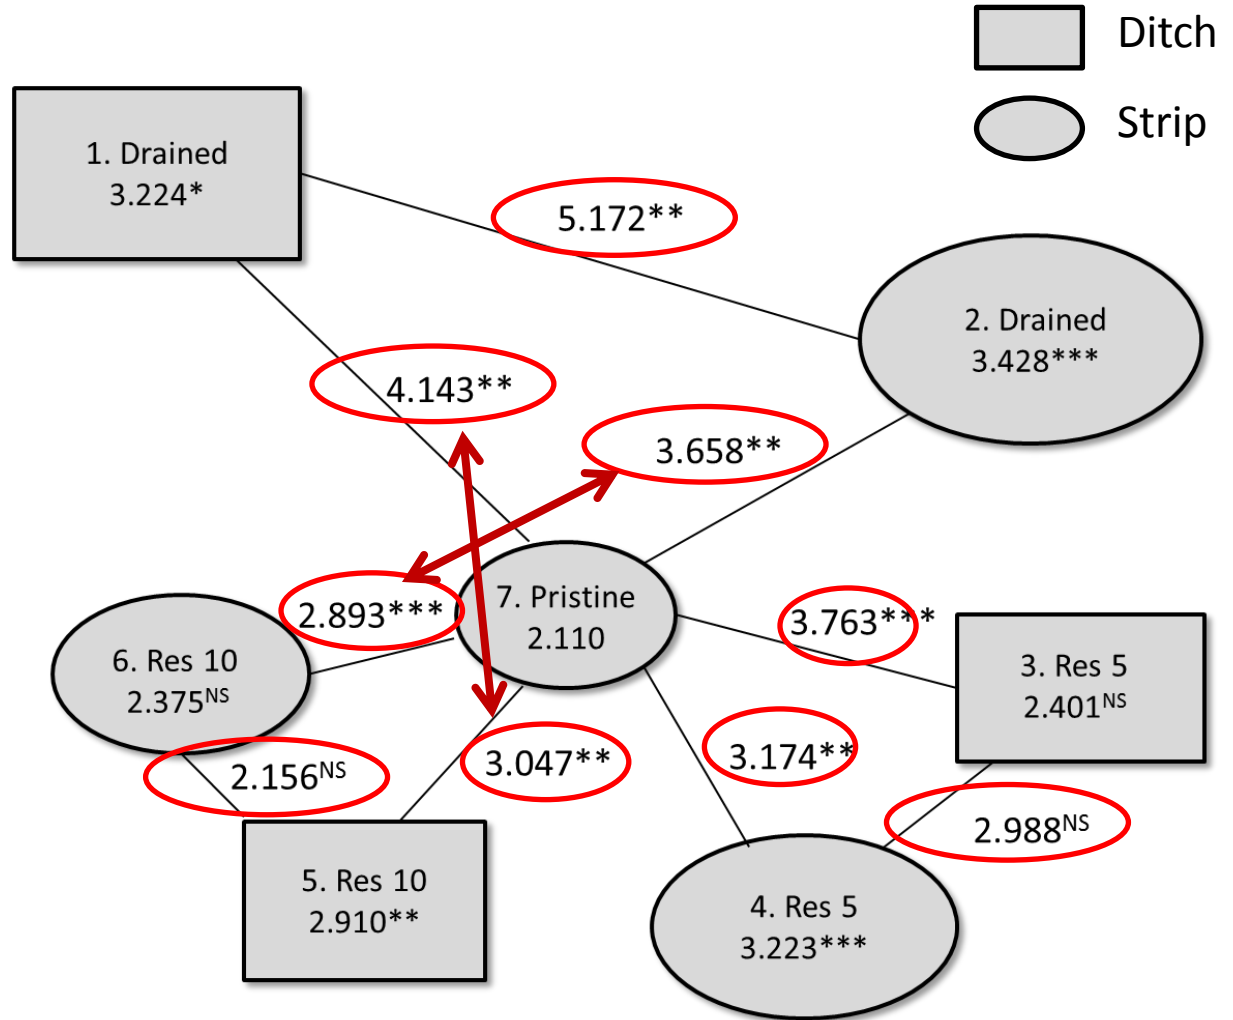 Ditch
Strip
1. Drained
3.224*
5.172**
2. Drained
3.428***
4.143**
3.658**
2.893***
7. Pristine
2.110
3.763***
6. Res 10
2.375NS
3. Res 5
2.401NS
2.156NS
3.047**
3.174**
2.988NS
5. Res 10
2.910**
4. Res 5
3.223***